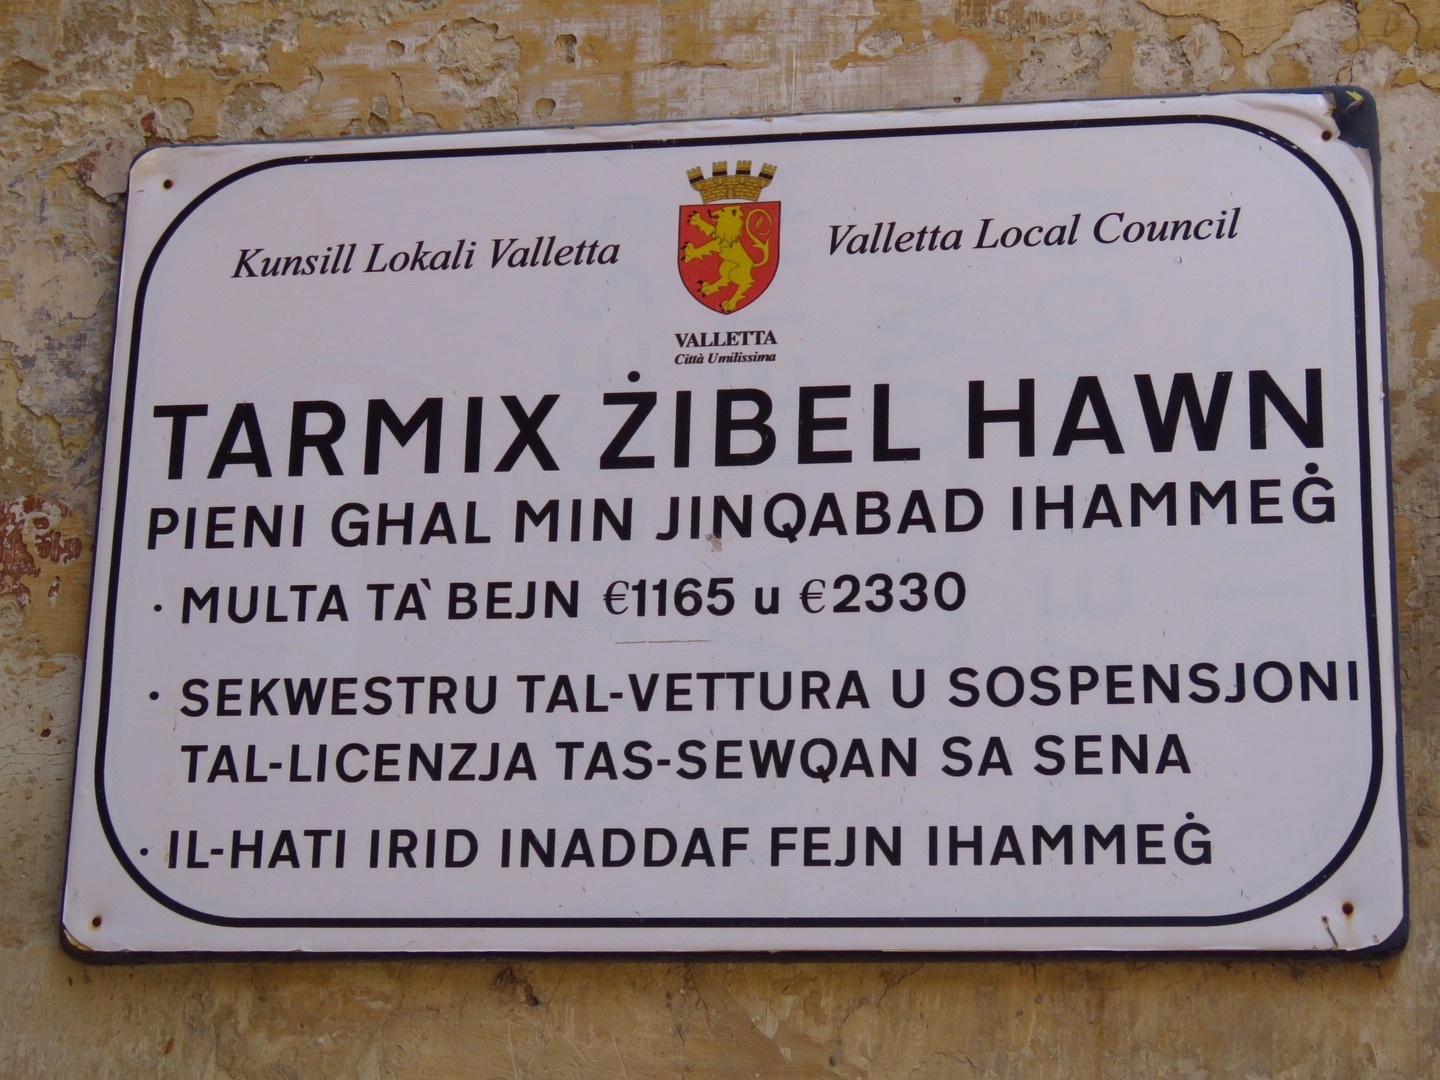 Kunsill Lokali Valletta
Valletta Local Council
VALLETTA
Città Umilissima
TARMIX ŻIBEL HAWN
PIENI GHAL MIN JINQABAD IHAMMEĠ
· MULTA TA` BEJN €1165 u €2330
· SEKWESTRU TAL-VETTURA U SOSPENSJONI
TAL-LICENZJA TAS-SEWQAN SA SENA
· IL-HATI IRID INADDAF FEJN IHAMMEĠ